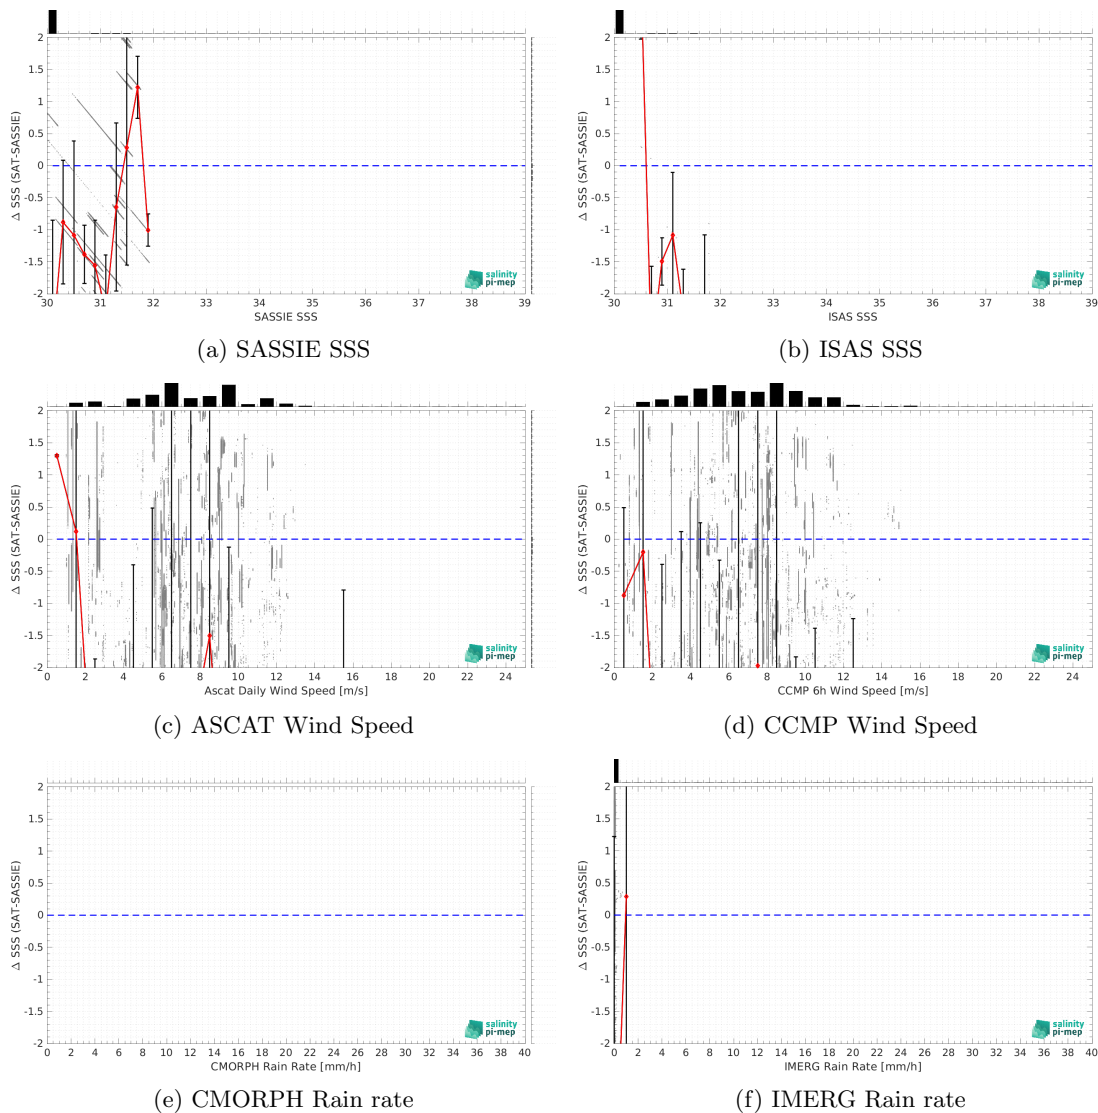 2
1.5
1
0.5
0
-0.5
-1
-1.5
-2
Δ SSS (SAT-SASSIE)
30 31 32 33 34 35 36 37 38 39
SASSIE SSS
salinity
pi-mep
(a) SASSIE SSS
2
1.5
1
0.5
0
-0.5
-1
-1.5
-2
Δ SSS (SAT-SASSIE)
30 31 32 33 34 35 36 37 38 39
ISAS SSS
salinity
pi-mep
(b) ISAS SSS
2
1.5
1
0.5
0
-0.5
-1
-1.5
-2
Δ SSS (SAT-SASSIE)
0 2 4 6 8 10 12 14 16 18 20 22 24
Ascat Daily Wind Speed [m/s]
salinity
pi-mep
(c) ASCAT Wind Speed
2
1.5
1
0.5
0
-0.5
-1
-1.5
-2
Δ SSS (SAT-SASSIE)
0 2 4 6 8 10 12 14 16 18 20 22 24
CCMP 6h Wind Speed [m/s]
salinity
pi-mep
(d) CCMP Wind Speed
2
1.5
1
0.5
0
-0.5
-1
-1.5
-2
Δ SSS (SAT-SASSIE)
0 2 4 6 8 10 12 14 16 18 20 22 24 26 28 30 32 34 36 38 40
CMORPH Rain Rate [mm/h]
salinity
pi-mep
(e) CMORPH Rain rate
2
1.5
1
0.5
0
-0.5
-1
-1.5
-2
Δ SSS (SAT-SASSIE)
0 2 4 6 8 10 12 14 16 18 20 22 24 26 28 30 32 34 36 38 40
IMERG Rain Rate [mm/h]
salinity
pi-mep
(f) IMERG Rain rate